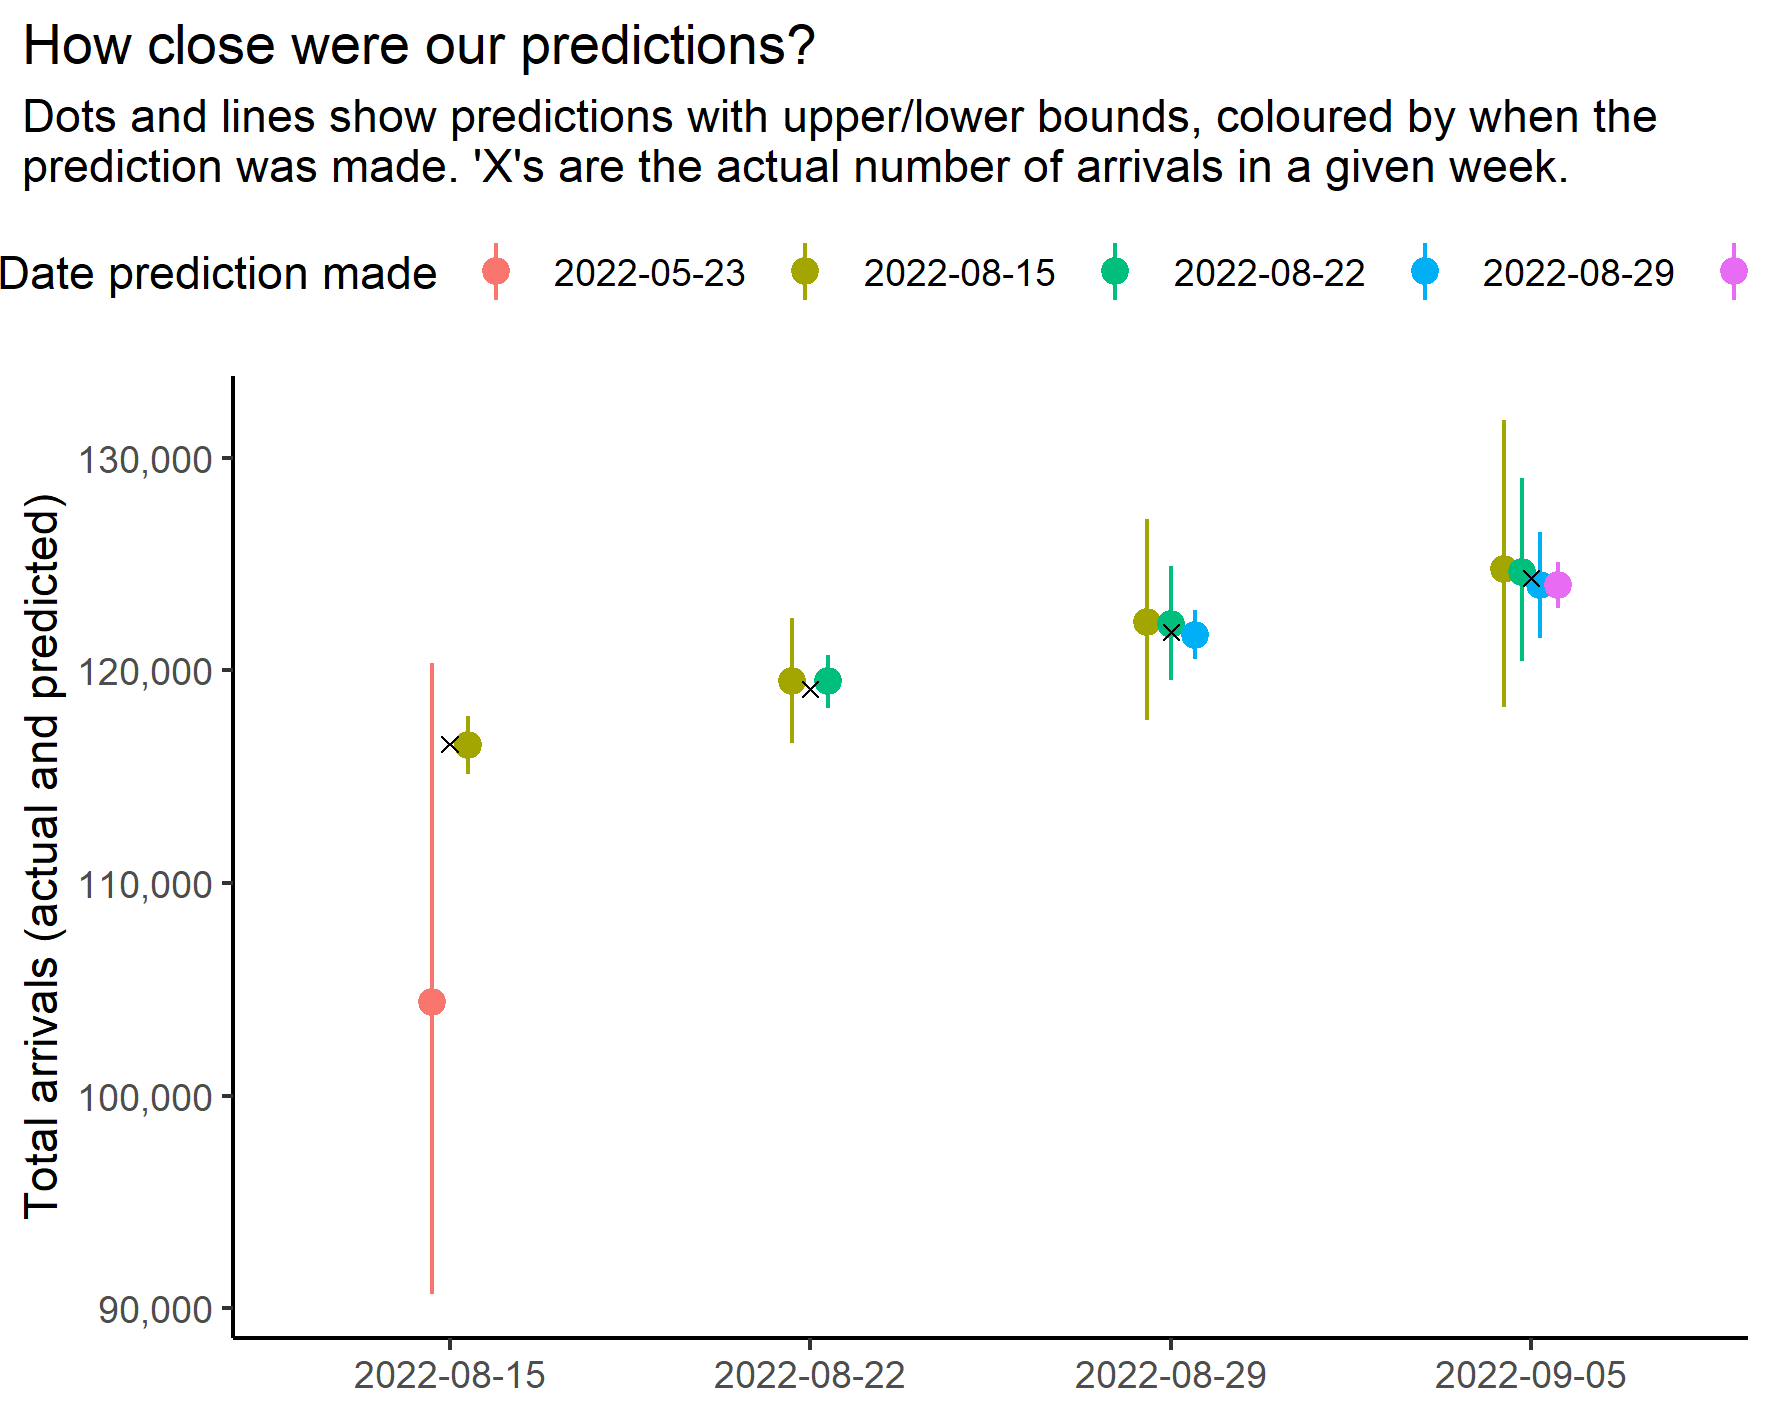 How close were our predictions?
Dots and lines show predictions with upper/lower bounds, coloured by when the
prediction was made. 'X's are the actual number of arrivals in a given week.
Date prediction made 2022-05-23 2022-08-15 2022-08-22 2022-08-29
Total arrivals (actual and predicted)
130,000
120,000
110,000
100,000
90,000
2022-08-15 2022-08-22 2022-08-29 2022-09-05